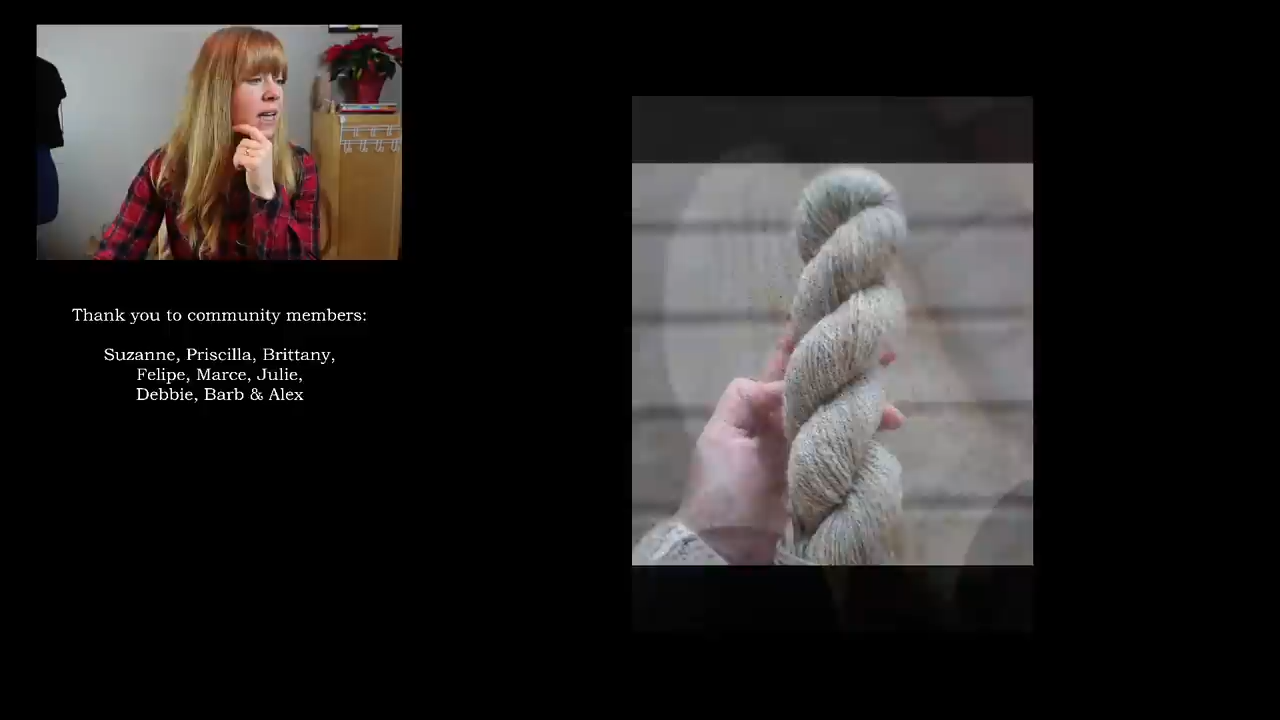 Thank you to community members:
Suzanne, Priscilla, Brittany,
Felipe, Marce, Julie,
Debbie, Barb & Alex